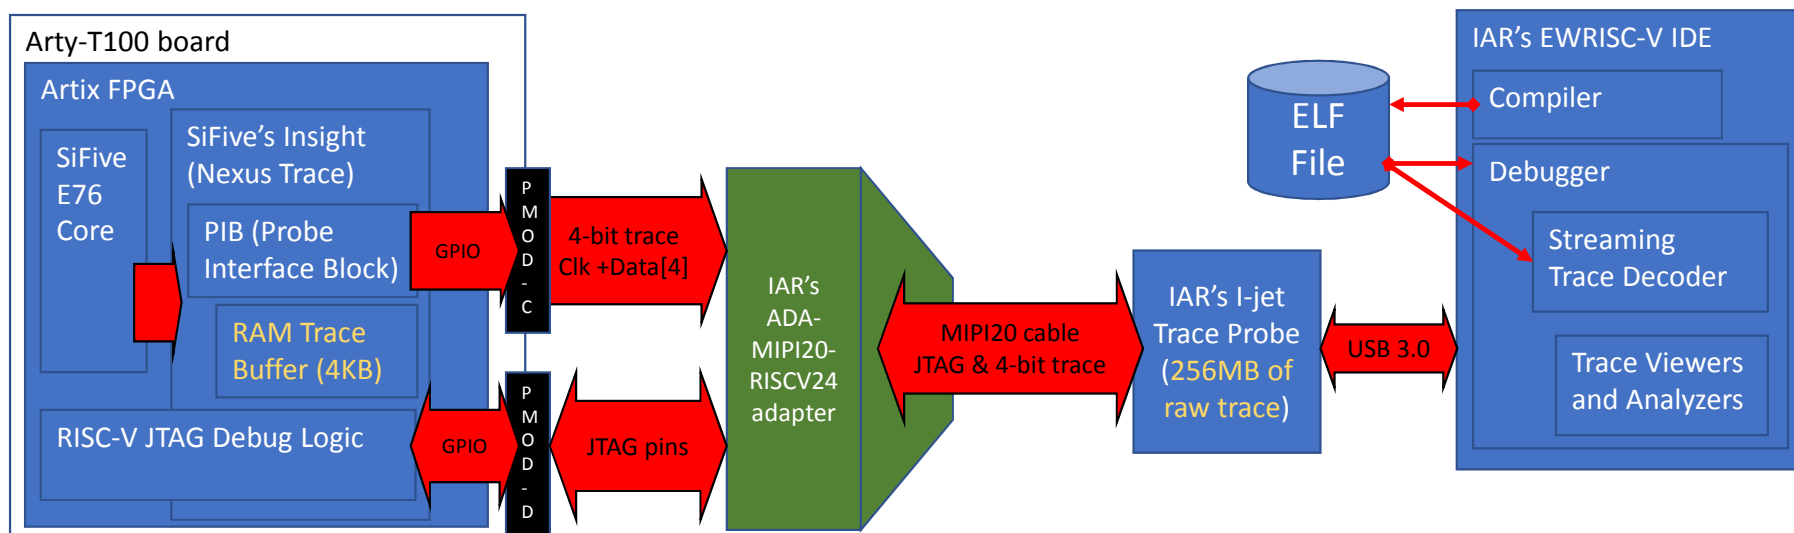 Arty-T100 board
Artix FPGA
SiFive
E76
Core
SiFive's Insight
(Nexus Trace)
PIB (Probe
Interface Block)
RAM Trace
Buffer (4KB)
RISC-V JTAG Debug Logic
GPIO
GPIO
PMOD-C
PMOD-D
4-bit trace
Clk +Data[4]
JTAG pins
IAR's
ADA-
MIPI20-
RISCV24
adapter
MIPI20 cable
JTAG & 4-bit trace
IAR's I-jet
Trace Probe
(256MB of
raw trace)
USB 3.0
ELF
File
IAR's EWRISC-V IDE
Compiler
Debugger
Streaming
Trace Decoder
Trace Viewers
and Analyzers